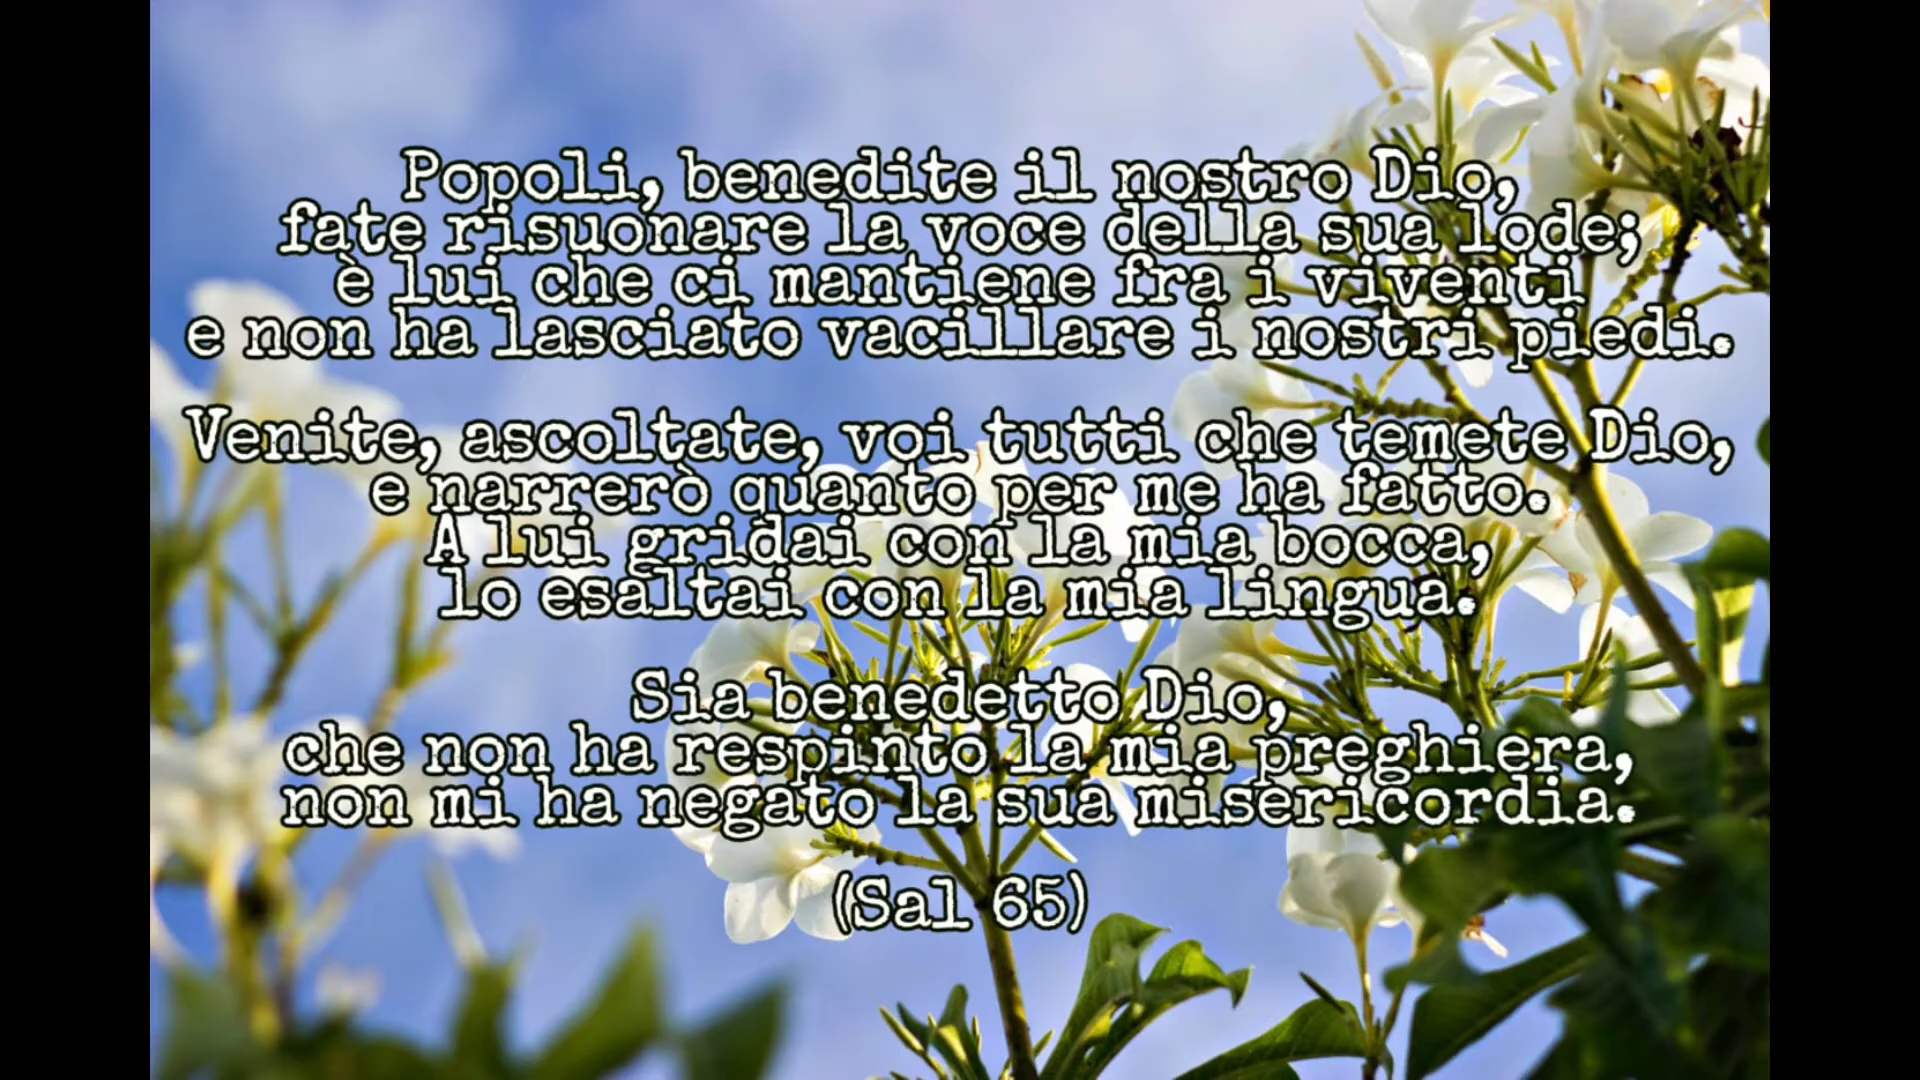 Popoli, benedite il nostro Dio,
fate risuonare la voce della sua lode;
è lui che ci mantiene fra i viventi
e non ha lasciato vacillare i nostri piedi.
Venite, ascoltate, voi tutti che temete Dio,
e narrerò quanto per me ha fatto.
A lui gridai con la mia bocca,
lo esaltai con la mia lingua.
Sia benedetto Dio,
che non ha respinto la mia preghiera,
non mi ha negato la sua misericordia.
(Sal 65)